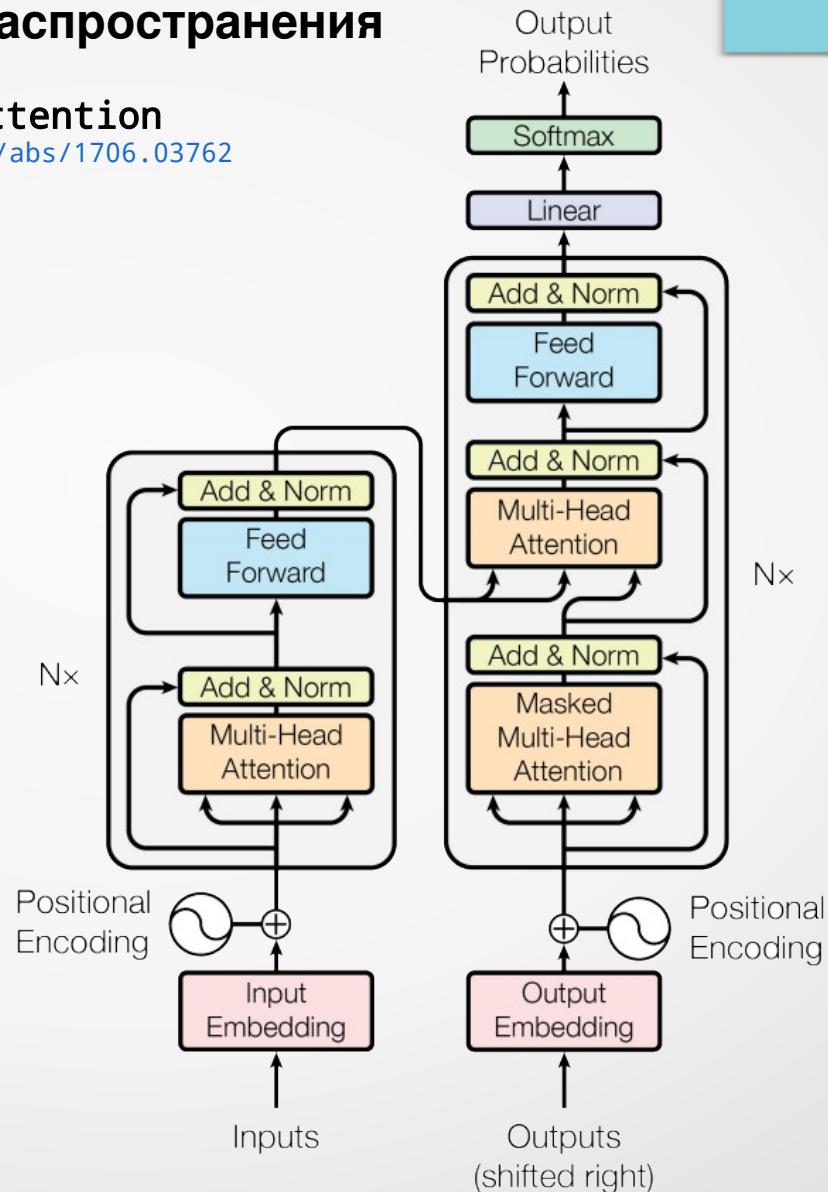 аспространения
ttention
/abs/1706.03762
Output
Probabilities
Softmax
Linear
Add & Norm
Feed
Forward
Add & Norm
Multi-Head
Attention
Add & Norm
Masked
Multi-Head
Attention
Nx
Add & Norm
Feed
Forward
Add & Norm
Multi-Head
Attention
Nx
Positional
Encoding
Positional
Encoding
Input
Embedding
Output
Embedding
Inputs
Outputs
(shifted right)